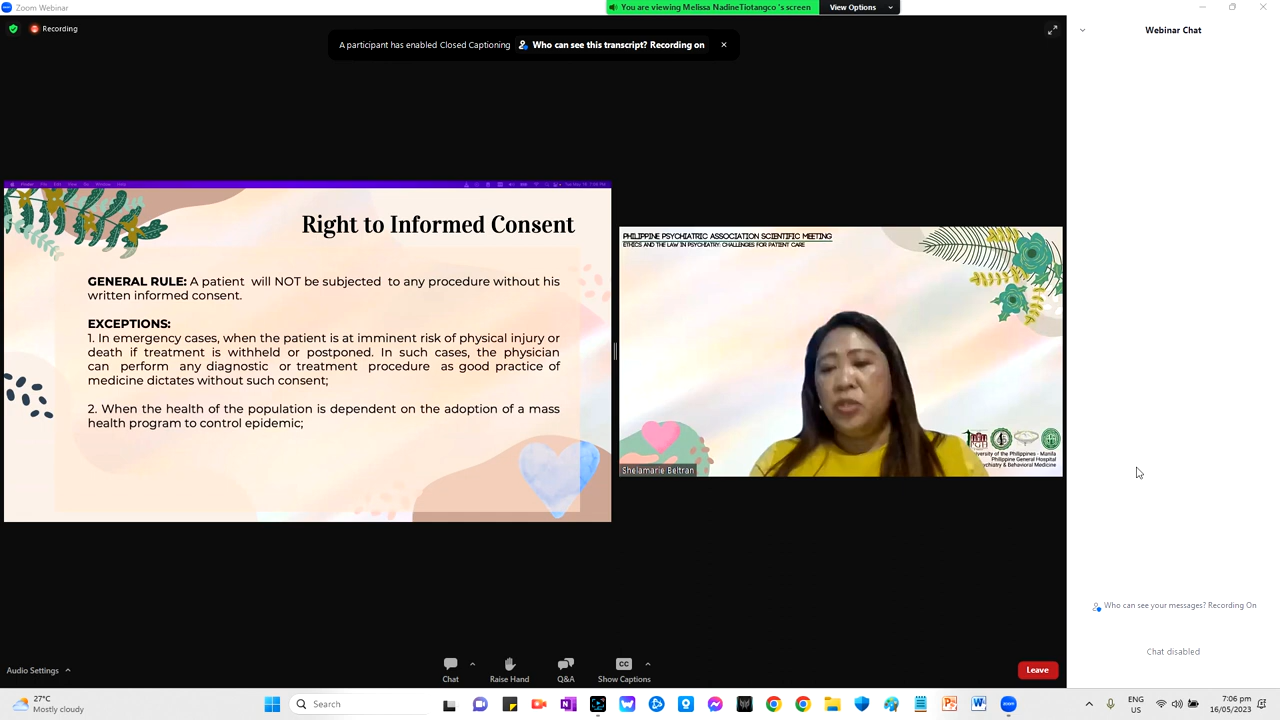 Zoom Webinar
You are viewing Melissa NadineTiotangco 's screen
View Options
Recording
A participant has enabled Closed Captioning
Who can see this transcript? Recording on
Webinar Chat
Right to Informed Consent
GENERAL RULE: A patient will NOT be subjected to any procedure without his
written informed consent.
EXCEPTIONS:
1. In emergency cases, when the patient is at imminent risk of physical injury or
death if treatment is withheld or postponed. In such cases, the physician
can perform any diagnostic or treatment procedure as good practice of
medicine dictates without such consent;
2. When the health of the population is dependent on the adoption of a mass
health program to control epidemic;
PHILIPPINE PSYCHIATRIC ASSOCIATION SCIENTIFIC MEETING
ETHICS AND THE LAW IN PSYCHIATRY: CHALLENGES FOR PATIENT CARE
Shelamarie Beltran
University of the Philippines - Manila
Philippine General Hospital
& Behavioral Medicine
Who can see your messages? Recording On
Chat disabled
Audio Settings
Chat
Raise Hand
Q&A
CC
Show Captions
Leave
27°C
Mostly cloudy
Search
ENG
US
7:06 pm
16/05/2023